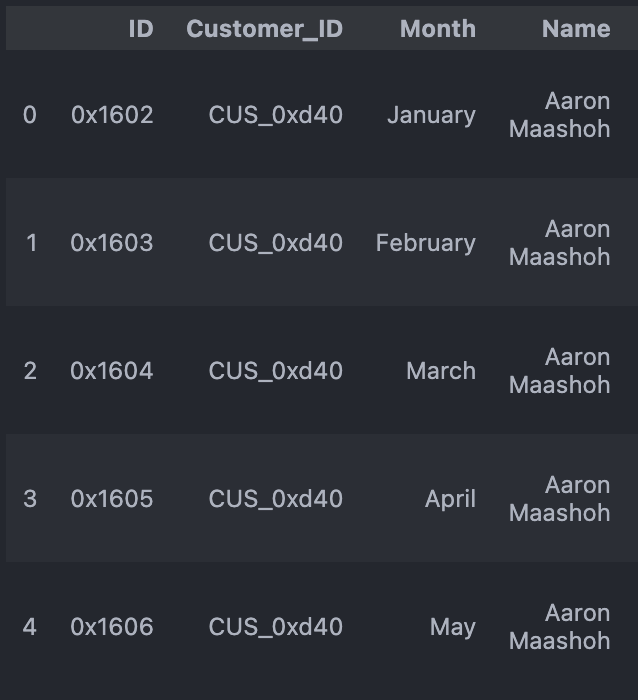 ID Customer_ID Month Name
0 0x1602 CUS_0xd40 January Aaron
Maashoh
1 0x1603 CUS_0xd40 February Aaron
Maashoh
2 0x1604 CUS_0xd40 March Aaron
Maashoh
3 0x1605 CUS_0xd40 April Aaron
Maashoh
4 0x1606 CUS_0xd40 May Aaron
Maashoh